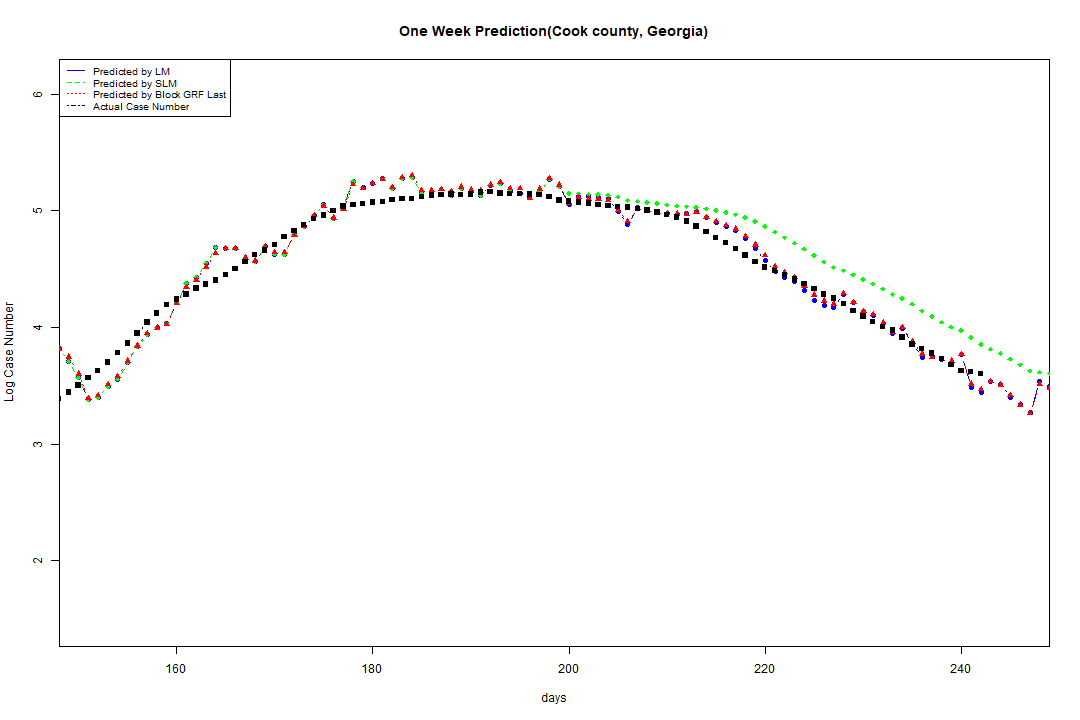 One Week Prediction(Cook county, Georgia)
Predicted by LM
Predicted by SLM
Predicted by Block GRF Last
Actual Case Number
6
5
4
3
2
Log Case Number
160 180 200 220 240
days